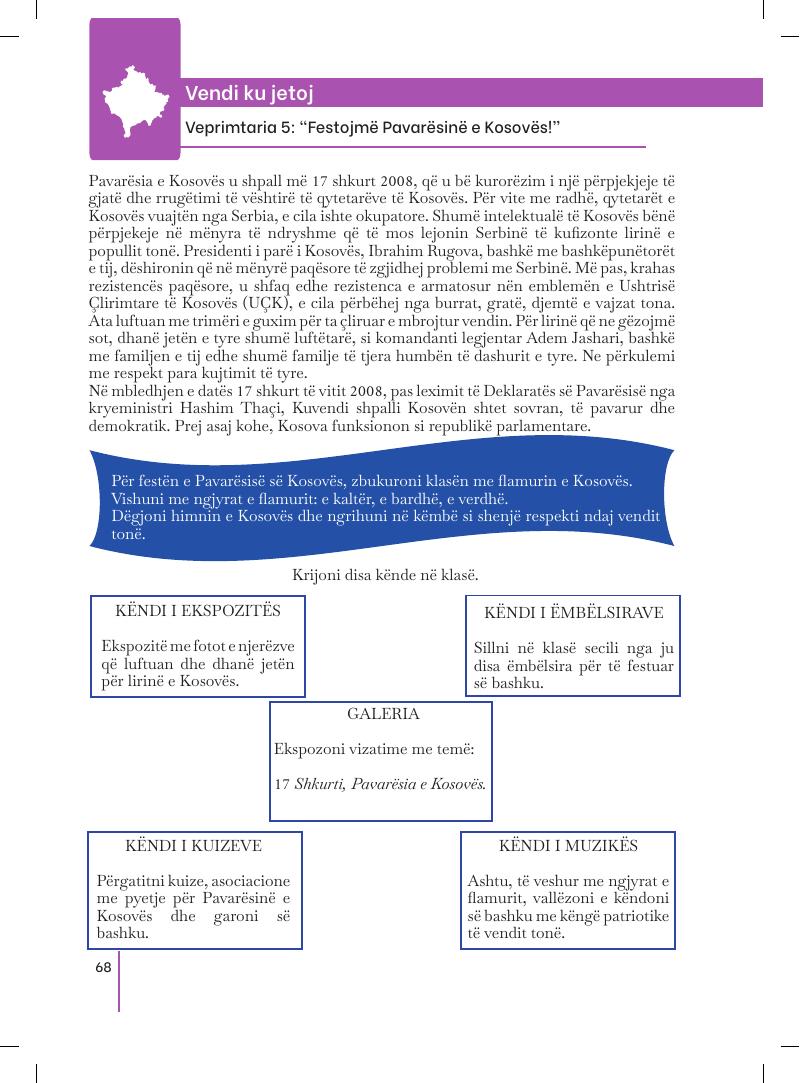 Vendi ku jetoj
Veprimtaria 5: “Festojmë Pavarësinë e Kosovës!”
Pavarësia e Kosovës u shpall më 17 shkurt 2008, që u bë kurorëzim i një përpjekjeje të
gjatë dhe rrugëtimi të vështirë të qytetarëve të Kosovës. Për vite me radhë, qytetarët e
Kosovës vuajtën nga Serbia, e cila ishte okupatore. Shumë intelektualë të Kosovës bënë
përpjekeje në mënyra të ndryshme që të mos lejonin Serbinë të kufizonte lirinë e
popullit tonë. Presidenti i parë i Kosovës, Ibrahim Rugova, bashkë me bashkëpunëtorët
e tij, dëshironin që në mënyrë paqësore të zgjidhej problemi me Serbinë. Më pas, krahas
rezistencës paqësore, u shfaq edhe rezistenca e armatosur nën emblemën e Ushtrisë
Çlirimtare të Kosovës (UÇK), e cila përbëhej nga burrat, gratë, djemtë e vajzat tona.
Ata luftuan me trimëri e guxim për ta çliruar e mbrojtur vendin. Për lirinë që ne gëzojmë
sot, dhanë jetën e tyre shumë luftëtarë, si komandanti legjentar Adem Jashari, bashkë
me familjen e tij edhe shumë familje të tjera humbën të dashurit e tyre. Ne përkulemi
me respekt para kujtimit të tyre.
Në mbledhjen e datës 17 shkurt të vitit 2008, pas leximit të Deklaratës së Pavarësisë nga
kryeministri Hashim Thaçi, Kuvendi shpalli Kosovën shtet sovran, të pavarur dhe
demokratik. Prej asaj kohe, Kosova funksionon si republikë parlamentare.
Për festën e Pavarësisë së Kosovës, zbukuroni klasën me flamurin e Kosovës.
Vishuni me ngjyrat e flamurit: e kaltër, e bardhë, e verdhë.
Dëgjoni himnin e Kosovës dhe ngrihuni në këmbë si shenjë respekti ndaj vendit
tonë.
Krijoni disa kënde në klasë.
KËNDI I EKSPOZITËS
Ekspozitë me fotot e njerëzve
që luftuan dhe dhanë jetën
për lirinë e Kosovës.
KËNDI I ËMBËLSIRAVE
Sillni në klasë secili nga ju
disa ëmbëlsira për të festuar
së bashku.
GALERIA
Ekspozoni vizatime me temë:
17 Shkurti, Pavarësia e Kosovës.
KËNDI I KUIZEVE
Përgatitni kuize, asociacione
me pyetje për Pavarësinë e
Kosovës dhe garoni së
bashku.
KËNDI I MUZIKËS
Ashtu, të veshur me ngjyrat e
flamurit, vallëzoni e këndoni
së bashku me këngë patriotike
të vendit tonë.
68